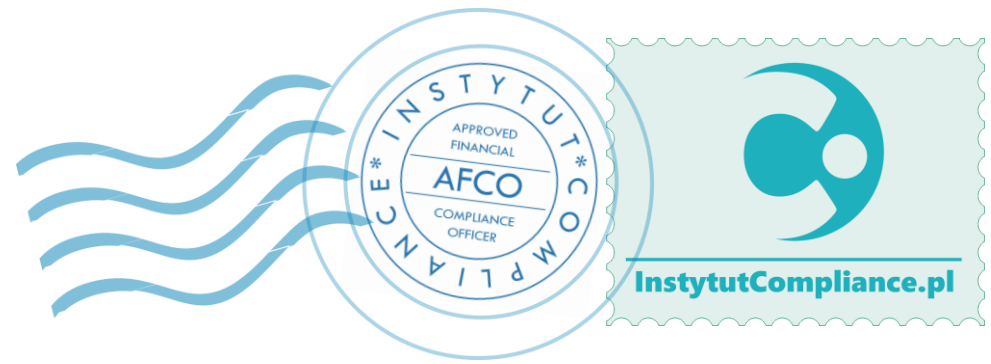 *INSTYTUT*COMPLIANCE
APPROVED
FINANCIAL
AFCO
COMPLIANCE
OFFICER
InstytutCompliance.pl